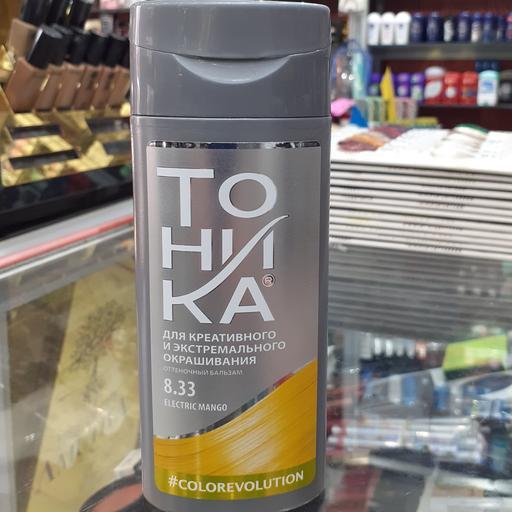 ТО
НИ
КА®
ДЛЯ КРЕАТИВНОГО
И ЭКСТРЕМАЛЬНОГО
ОКРАШИВАНИЯ
ОТТЕНОЧНЫЙ БАЛЬЗАМ
8.33
ELECTRIC MANGO
#COLOREVOLUTION